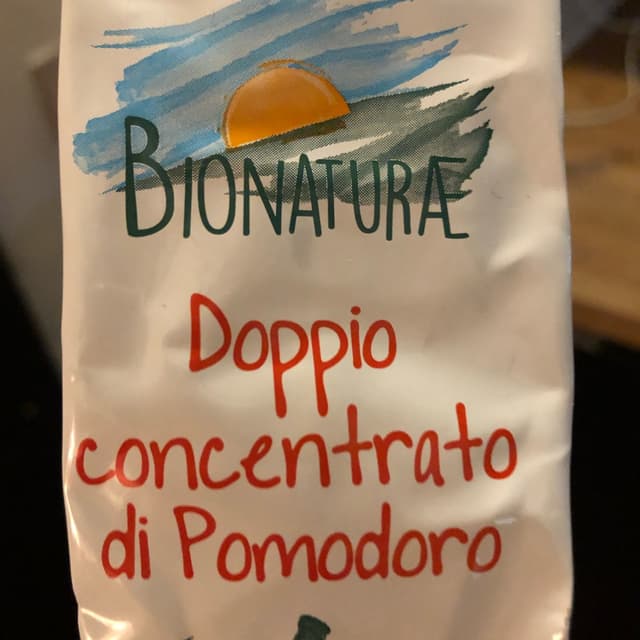 BIONATURÆ
Doppio
concentrato
di Pomodoro